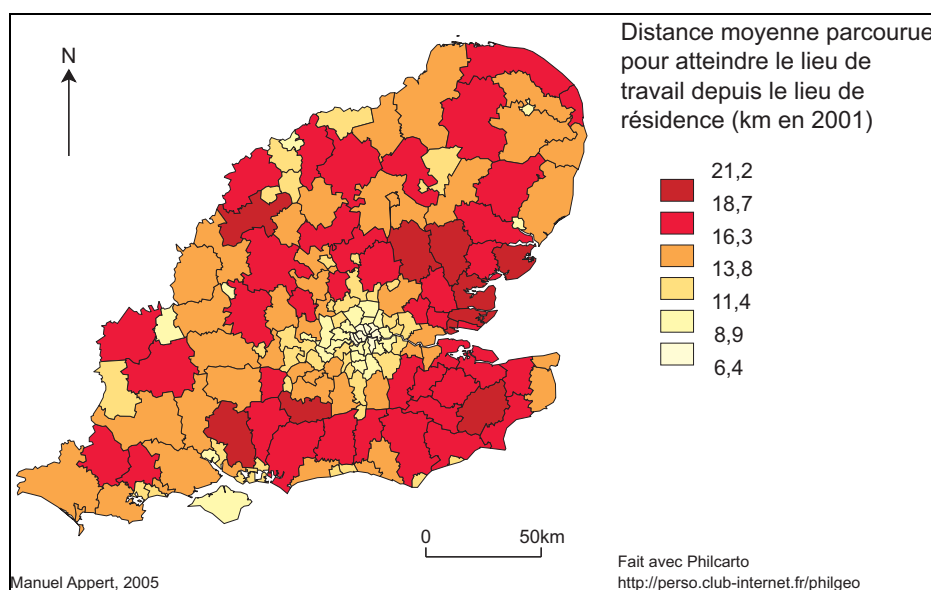 Distance moyenne parcourue
pour atteindre le lieu de
travail depuis le lieu de
résidence (km en 2001)
N
21,2
18,7
16,3
13,8
11,4
8,9
6,4
0
50km
Manuel Appert, 2005
Fait avec Philcarto
http://perso.club-internet.fr/philgeo